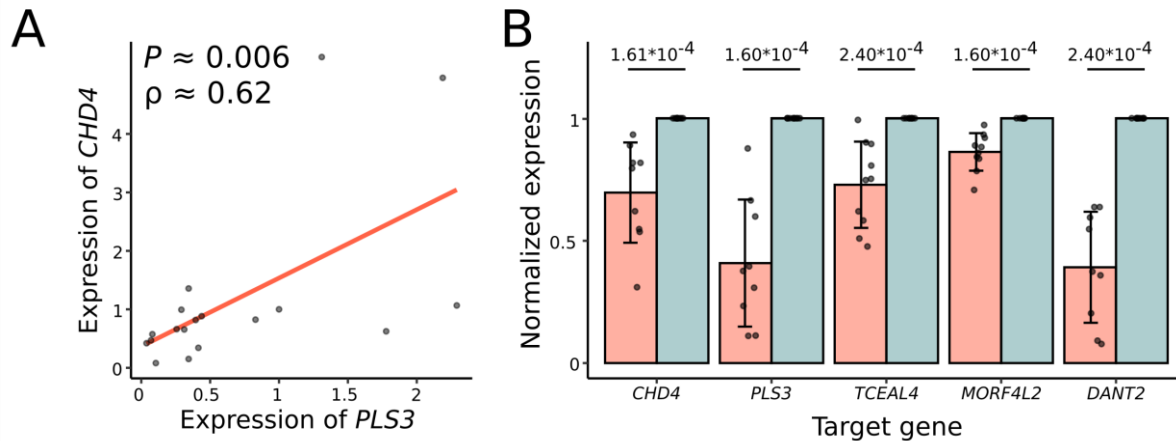 A
P ≈ 0.006
ρ ≈ 0.62
Expression of CHD4
4
3
2
1
0
0 0.5 1 1.5 2
Expression of PLS3
B
1.61*10-4 1.60*10-4 2.40*10-4 1.60*10-4 2.40*10-4
Normalized expression
1
0.5
0
CHD4 PLS3 TCEAL4 MORF4L2 DANT2
Target gene